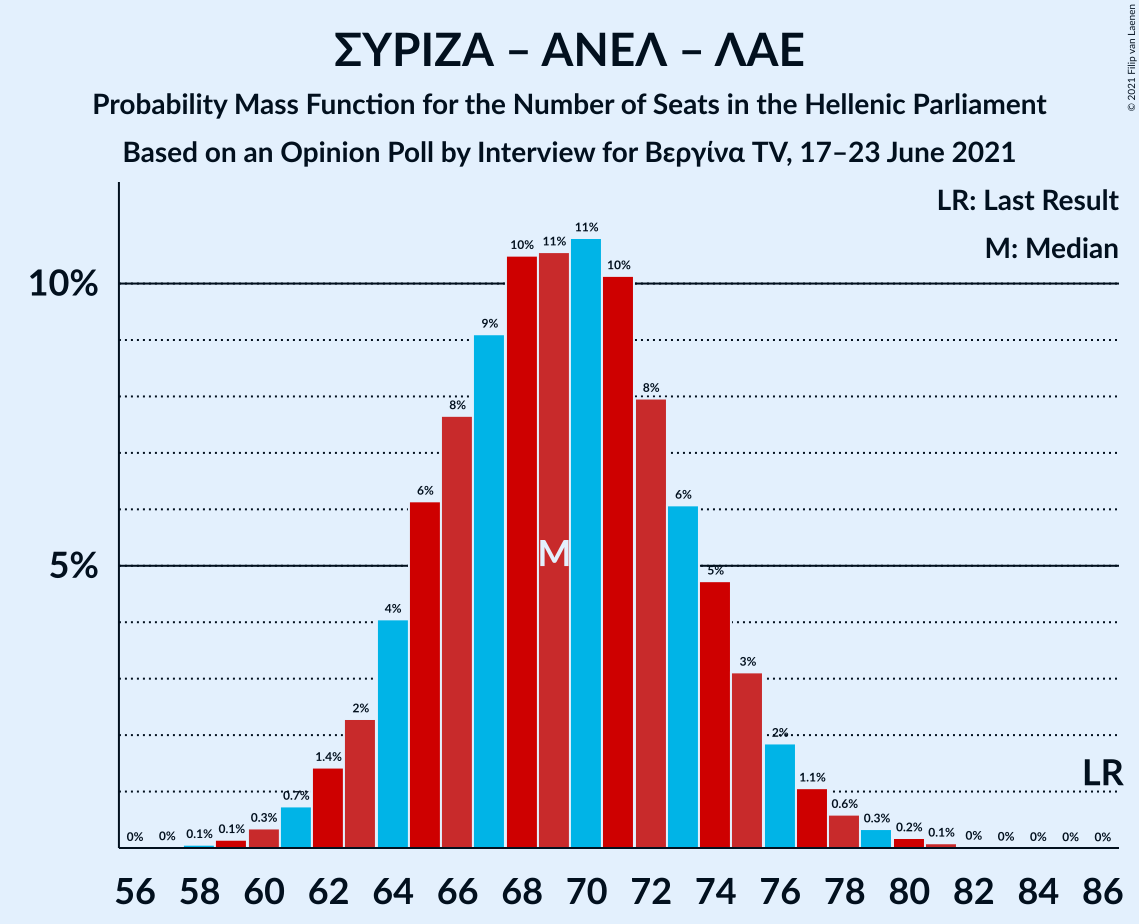 ΣΥΡΙΖΑ – ΑΝΕΛ – ΛΑΕ
Probability Mass Function for the Number of Seats in the Hellenic Parliament
Based on an Opinion Poll by Interview for Βεργίνα TV, 17–23 June 2021
© 2021 Filip van Laenen
LR: Last Result
M: Median
10%
5%
0% 0% 0.1% 0.1% 0.3% 0.7% 1.4% 2% 4% 6% 8% 9% 10% 11% 11% 10% 8% 6% 5% 3% 2% 1.1% 0.6% 0.3% 0.2% 0.1% 0% 0% 0% 0% 0%
M
LR
56 58 60 62 64 66 68 70 72 74 76 78 80 82 84 86